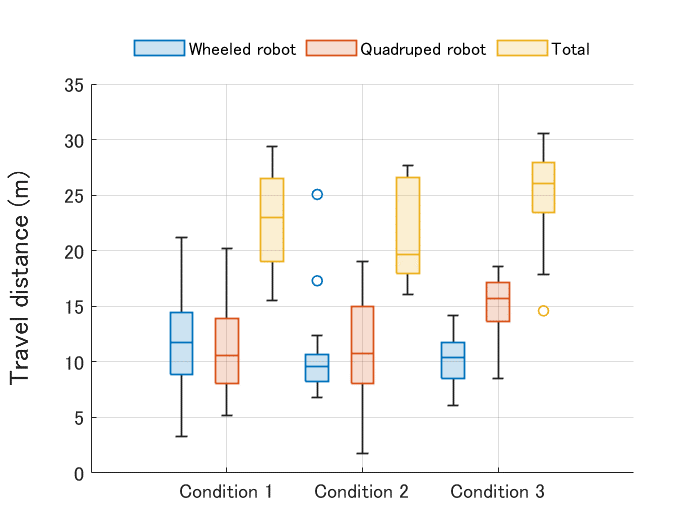 Wheeled robot Quadruped robot Total
Travel distance (m)
35
30
25
20
15
10
5
0
Condition 1 Condition 2 Condition 3